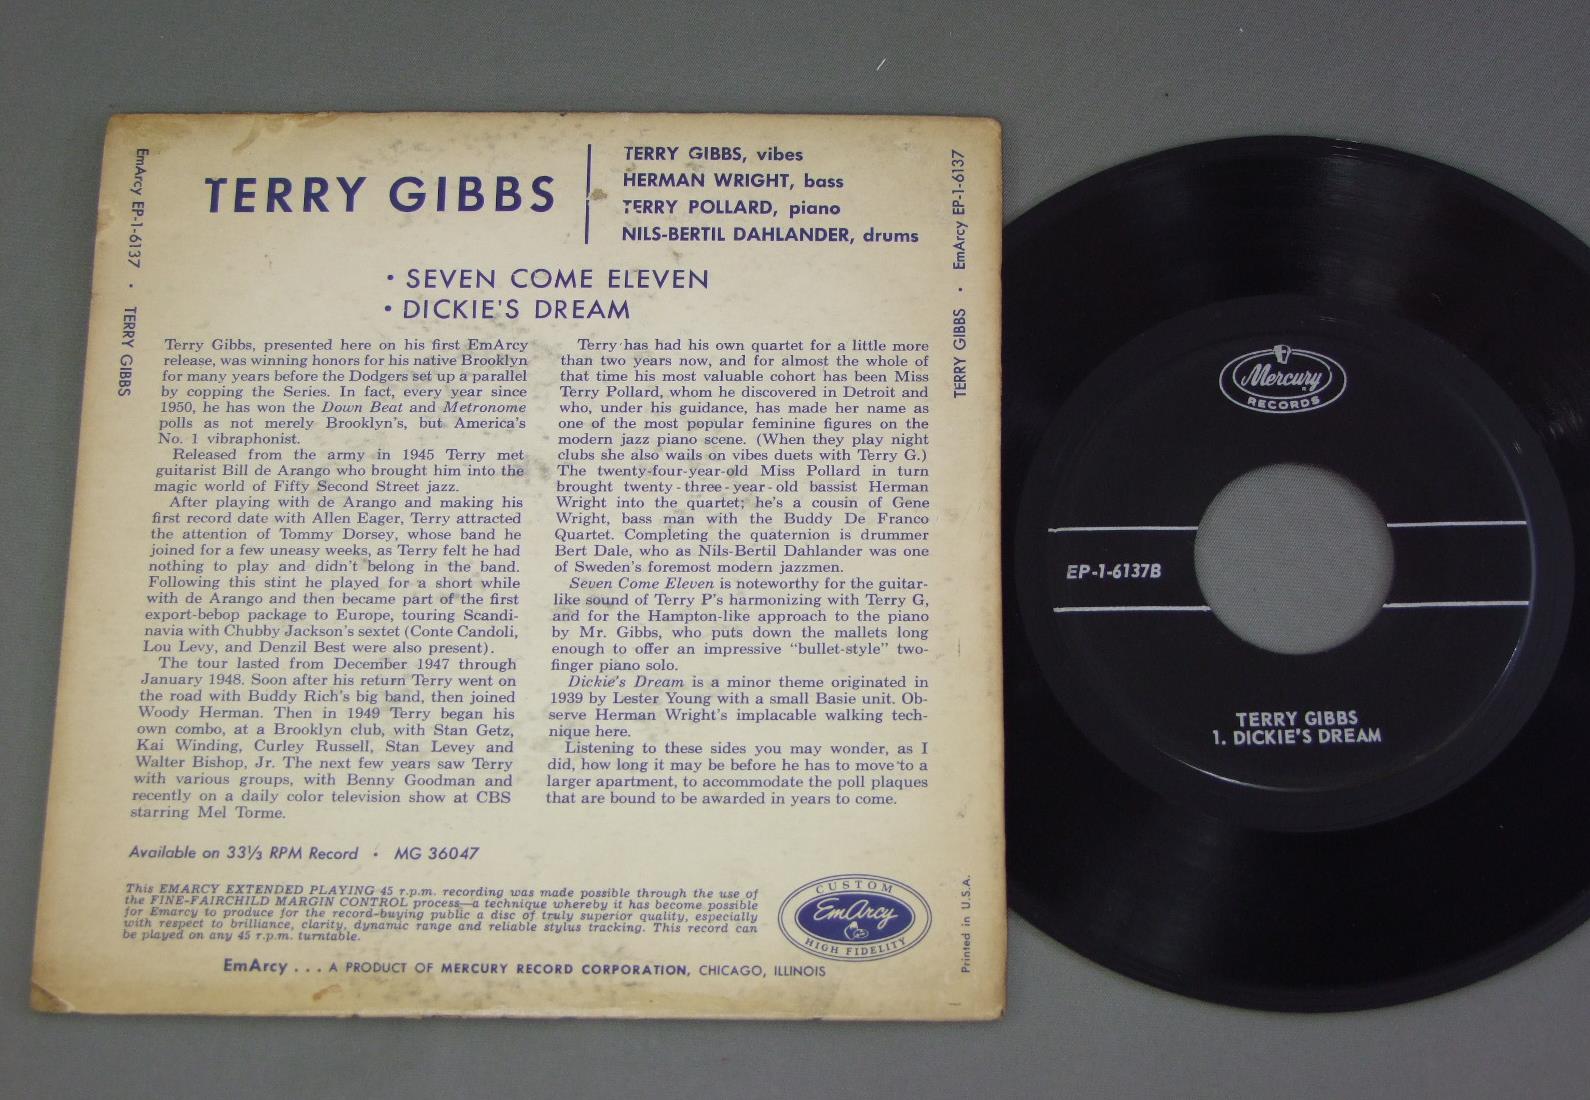 EmArcy EP-1-6137 • TERRY GIBBS
TERRY GIBBS
TERRY GIBBS, vibes
HERMAN WRIGHT, bass
TERRY POLLARD, piano
NILS-BERTIL DAHLANDER, drums
• SEVEN COME ELEVEN
• DICKIE'S DREAM
Terry Gibbs, presented here on his first EmArcy
release, was winning honors for his native Brooklyn
for many years before the Dodgers set up a parallel
by copping the Series. In fact, every year since
1950, he has won the Down Beat and Metronome
polls as not merely Brooklyn's, but America's
No. 1 vibraphonist.
Released from the army in 1945 Terry met
guitarist Bill de Arango who brought him into the
magic world of Fifty Second Street jazz.
After playing with de Arango and making his
first record date with Allen Eager, Terry attracted
the attention of Tommy Dorsey, whose band he
joined for a few uneasy weeks, as Terry felt he had
nothing to play and didn't belong in the band.
Following this stint he played for a short while
with de Arango and then became part of the first
export-bebop package to Europe, touring Scandi-
navia with Chubby Jackson's sextet (Conte Candoli,
Lou Levy, and Denzil Best were also present).
The tour lasted from December 1947 through
January 1948. Soon after his return Terry went on
the road with Buddy Rich's big band, then joined
Woody Herman. Then in 1949 Terry began his
own combo, at a Brooklyn club, with Stan Getz,
Kai Winding, Curley Russell, Stan Levey and
Walter Bishop, Jr. The next few years saw Terry
with various groups, with Benny Goodman and
recently on a daily color television show at CBS
starring Mel Torme.
Terry has had his own quartet for a little more
than two years now, and for almost the whole of
that time his most valuable cohort has been Miss
Terry Pollard, whom he discovered in Detroit and
who, under his guidance, has made her name as
one of the most popular feminine figures on the
modern jazz piano scene. (When they play night
clubs she also wails on vibes duets with Terry G.)
The twenty-four-year-old Miss Pollard in turn
brought twenty-three-year-old bassist Herman
Wright into the quartet; he's a cousin of Gene
Wright, bass man with the Buddy De Franco
Quartet. Completing the quaternion is drummer
Bert Dale, who as Nils-Bertil Dahlander was one
of Sweden's foremost modern jazzmen.
Seven Come Eleven is noteworthy for the guitar-
like sound of Terry P's harmonizing with Terry G,
and for the Hampton-like approach to the piano
by Mr. Gibbs, who puts down the mallets long
enough to offer an impressive "bullet-style" two-
finger piano solo.
Dickie's Dream is a minor theme originated in
1939 by Lester Young with a small Basie unit. Ob-
serve Herman Wright's implacable walking tech-
nique here.
Listening to these sides you may wonder, as I
did, how long it may be before he has to move to a
larger apartment, to accommodate the poll plaques
that are bound to be awarded in years to come.
Available on 33⅓ RPM Record • MG 36047
This EMARCY EXTENDED PLAYING 45 r.p.m. recording was made possible through the use of
the FINE-FAIRCHILD MARGIN CONTROL process—a technique whereby it has become possible
for Emarcy to produce for the record-buying public a disc of truly superior quality, especially
with respect to brilliance, clarity, dynamic range and reliable stylus tracking. This record can
be played on any 45 r.p.m. turntable.
CUSTOM
EmArcy
HIGH FIDELITY
EmArcy . . . A PRODUCT OF MERCURY RECORD CORPORATION, CHICAGO, ILLINOIS
TERRY GIBBS • EmArcy EP-1-6137
Printed in U.S.A.
Mercury
RECORDS
EP-1-6137B
TERRY GIBBS
1. DICKIE'S DREAM